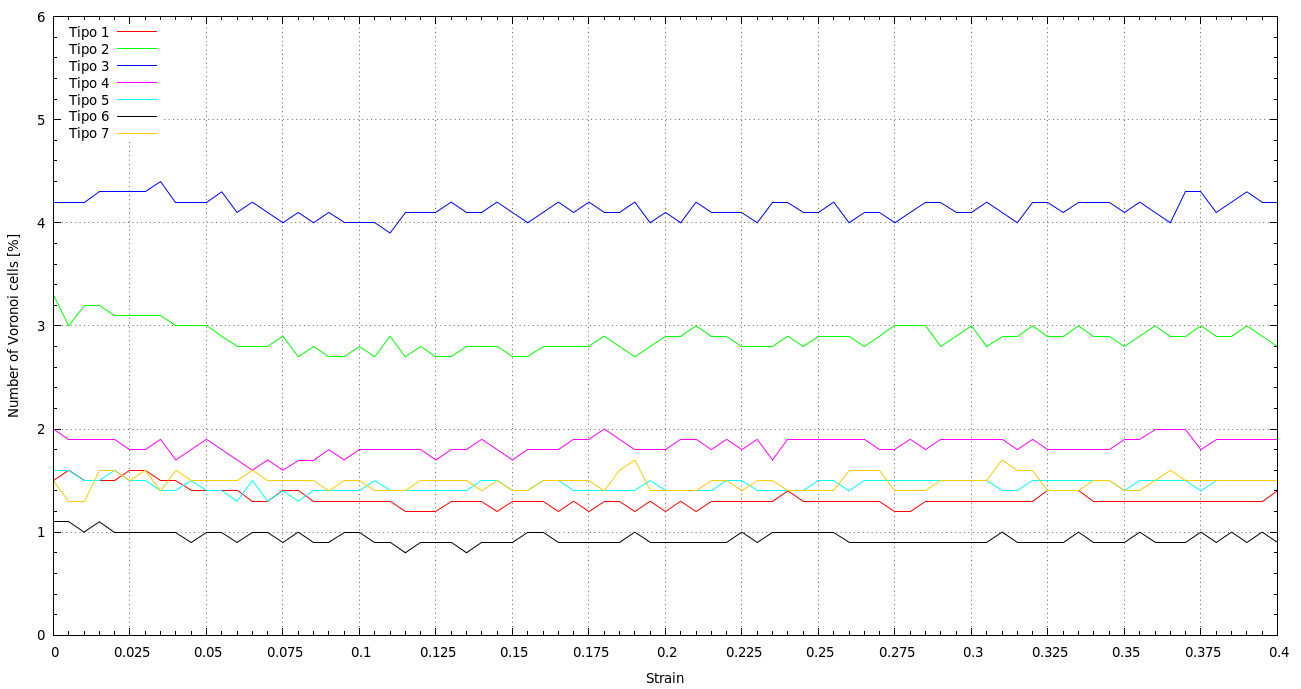 6
5
4
3
2
1
0
Tipo 1
Tipo 2
Tipo 3
Tipo 4
Tipo 5
Tipo 6
Tipo 7
Number of Voronoi cells [%]
0 0.025 0.05 0.075 0.1 0.125 0.15 0.175 0.2 0.225 0.25 0.275 0.3 0.325 0.35 0.375 0.4
Strain